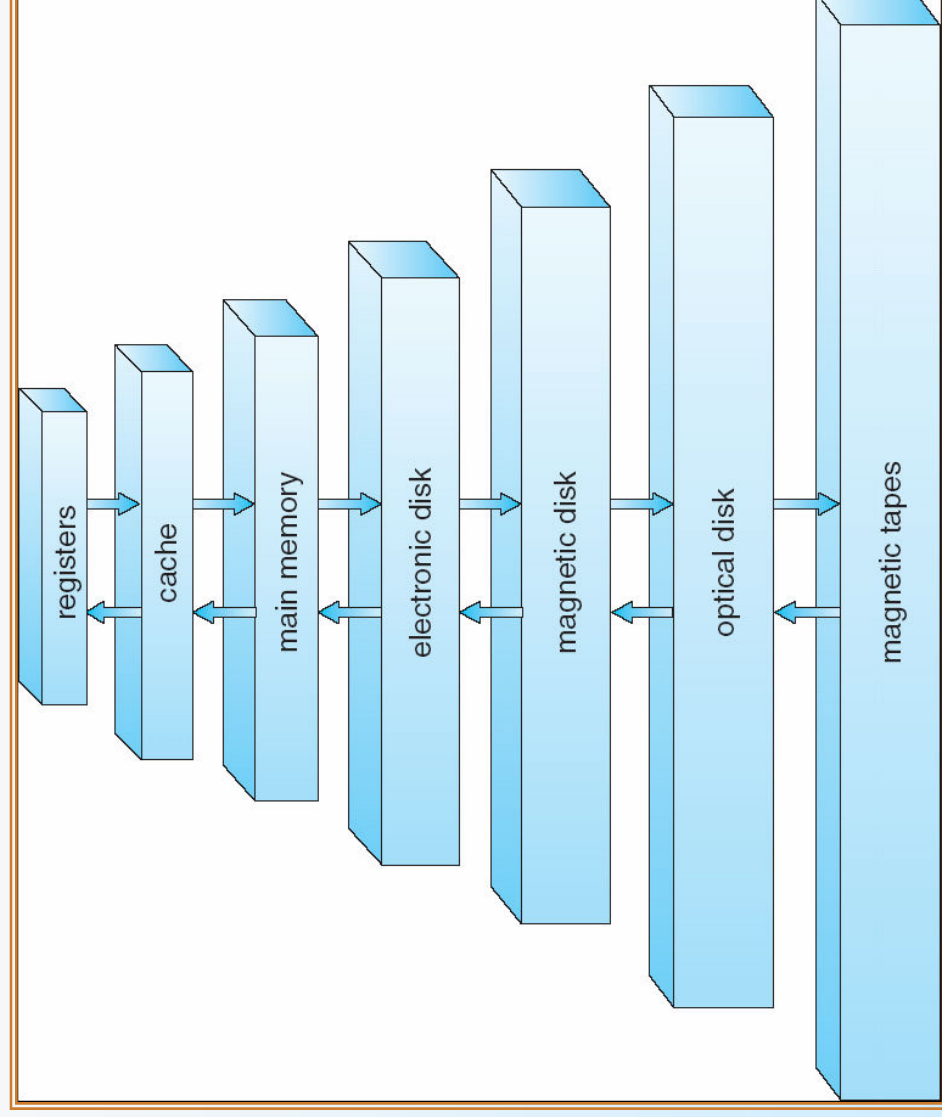 registers
cache
main memory
electronic disk
magnetic disk
optical disk
magnetic tapes